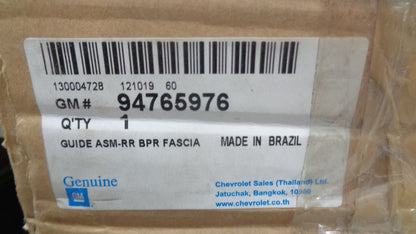 130004728 121019 60
GM # 94765976
Q'TY 1
GUIDE ASM-RR BPR FASCIA MADE IN BRAZIL
Genuine
GM
Chevrolet Sales (Thailand) Ltd.
Jatuchak, Bangkok, 10900
www.chevrolet.co.th